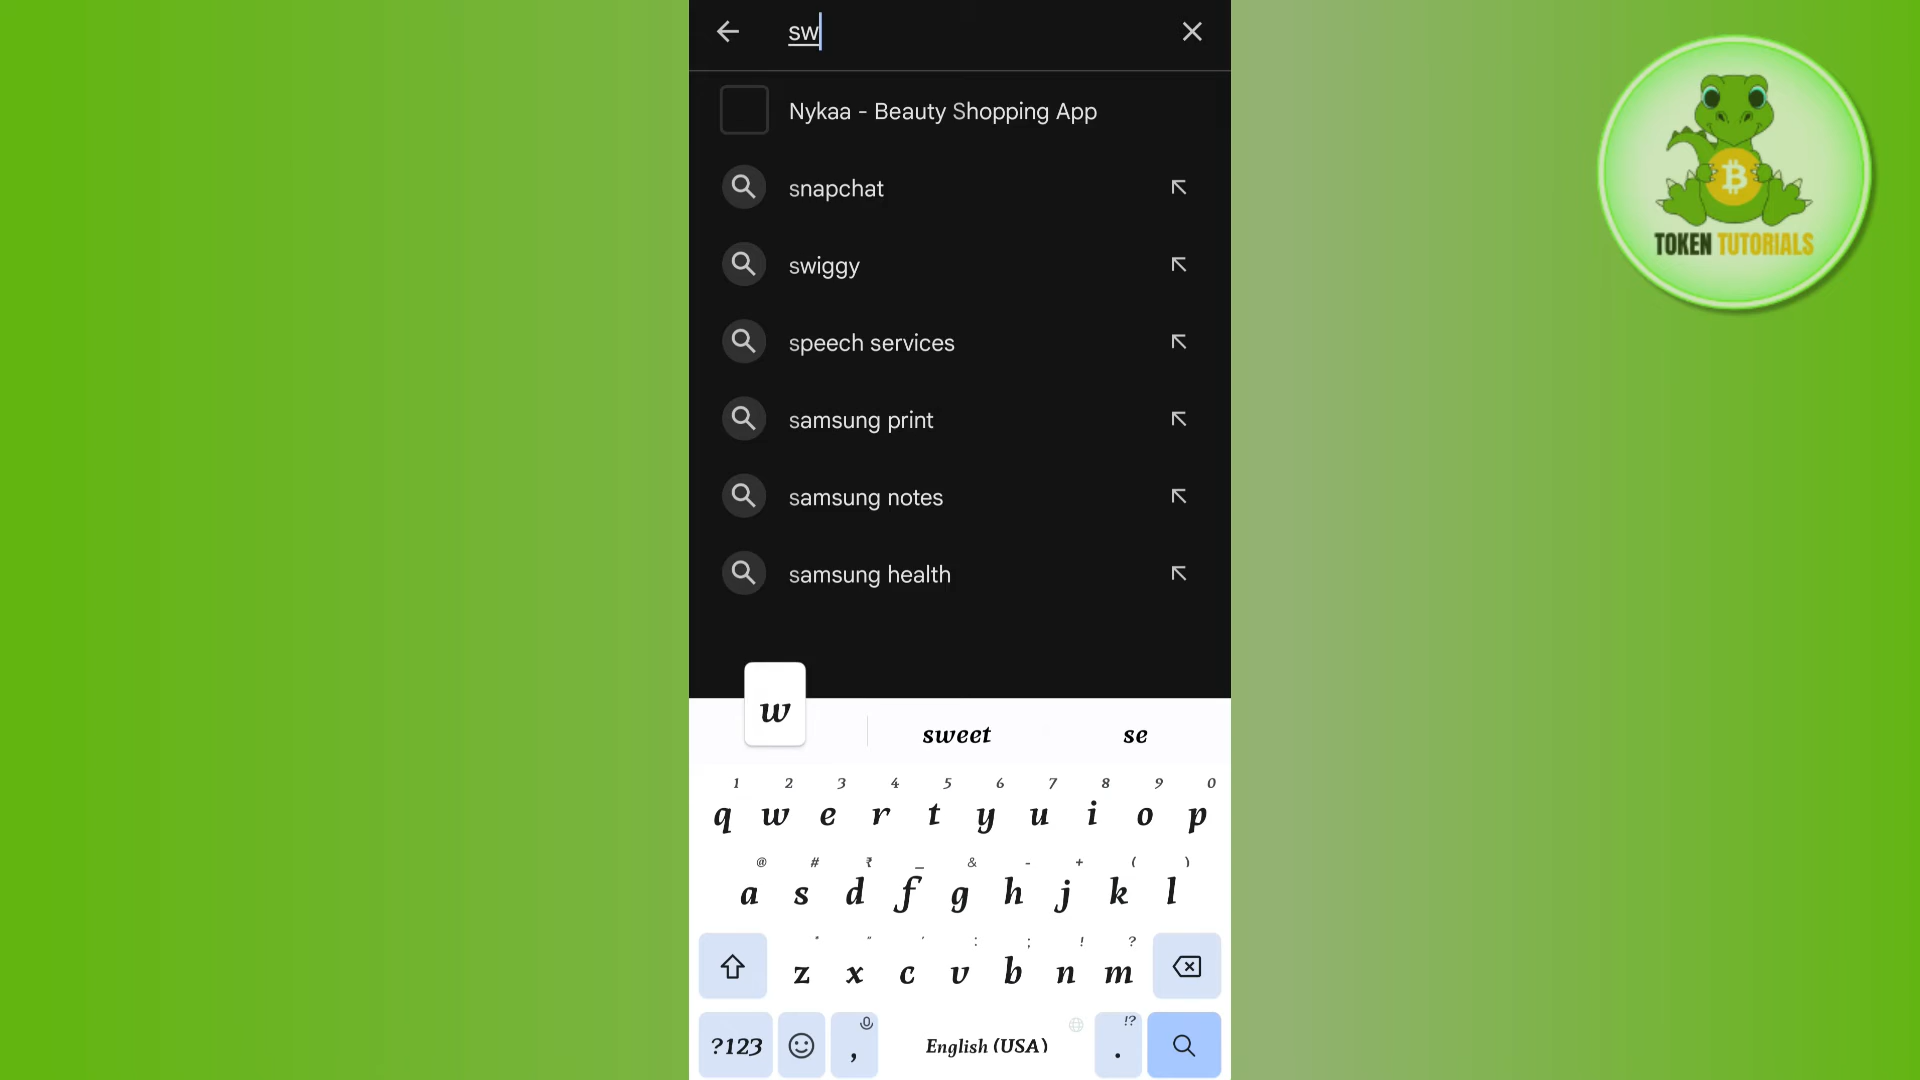 sw
Nykaa - Beauty Shopping App
snapchat
swiggy
speech services
samsung print
samsung notes
samsung health
w
sweet se
1 2 3 4 5 6 7 8 9 0
q w e r t y u i o p
@ # ₹ _ & - + ( )
a s d f g h j k l
* " ' : ; ! ?
z x c v b n m
!?
?123 , English (USA) .
TOKEN TUTORIALS